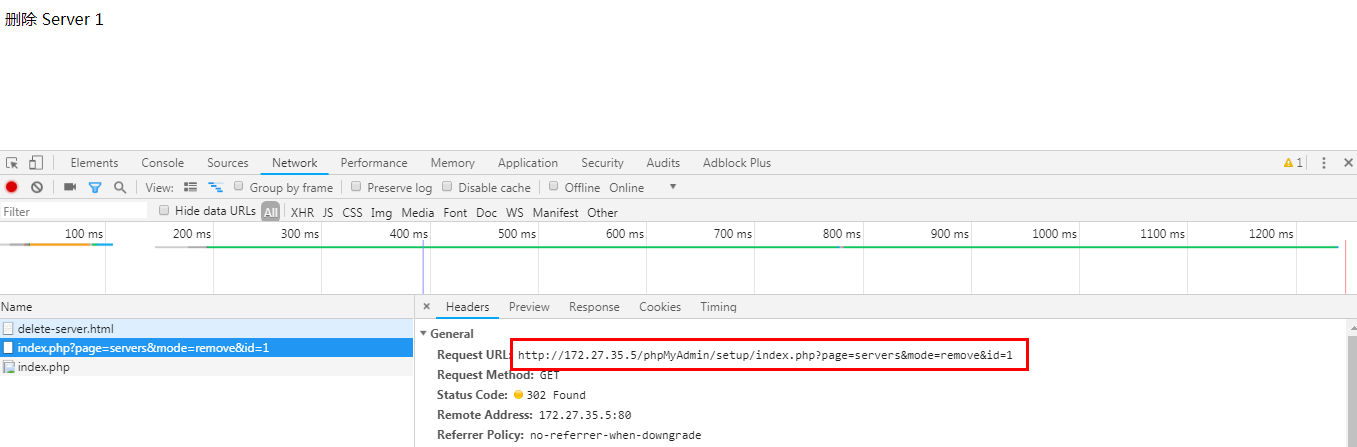 删除 Server 1
Elements Console Sources Network Performance Memory Application Security Audits Adblock Plus 1
View: Group by frame Preserve log Disable cache Offline Online
Filter Hide data URLs All XHR JS CSS Img Media Font Doc WS Manifest Other
100 ms 200 ms 300 ms 400 ms 500 ms 600 ms 700 ms 800 ms 900 ms 1000 ms 1100 ms 1200 ms
Name × Headers Preview Response Cookies Timing
delete-server.html
index.php?page=servers&mode=remove&id=1
index.php
General
Request URL: http://172.27.35.5/phpMyAdmin/setup/index.php?page=servers&mode=remove&id=1
Request Method: GET
Status Code: 302 Found
Remote Address: 172.27.35.5:80
Referrer Policy: no-referrer-when-downgrade